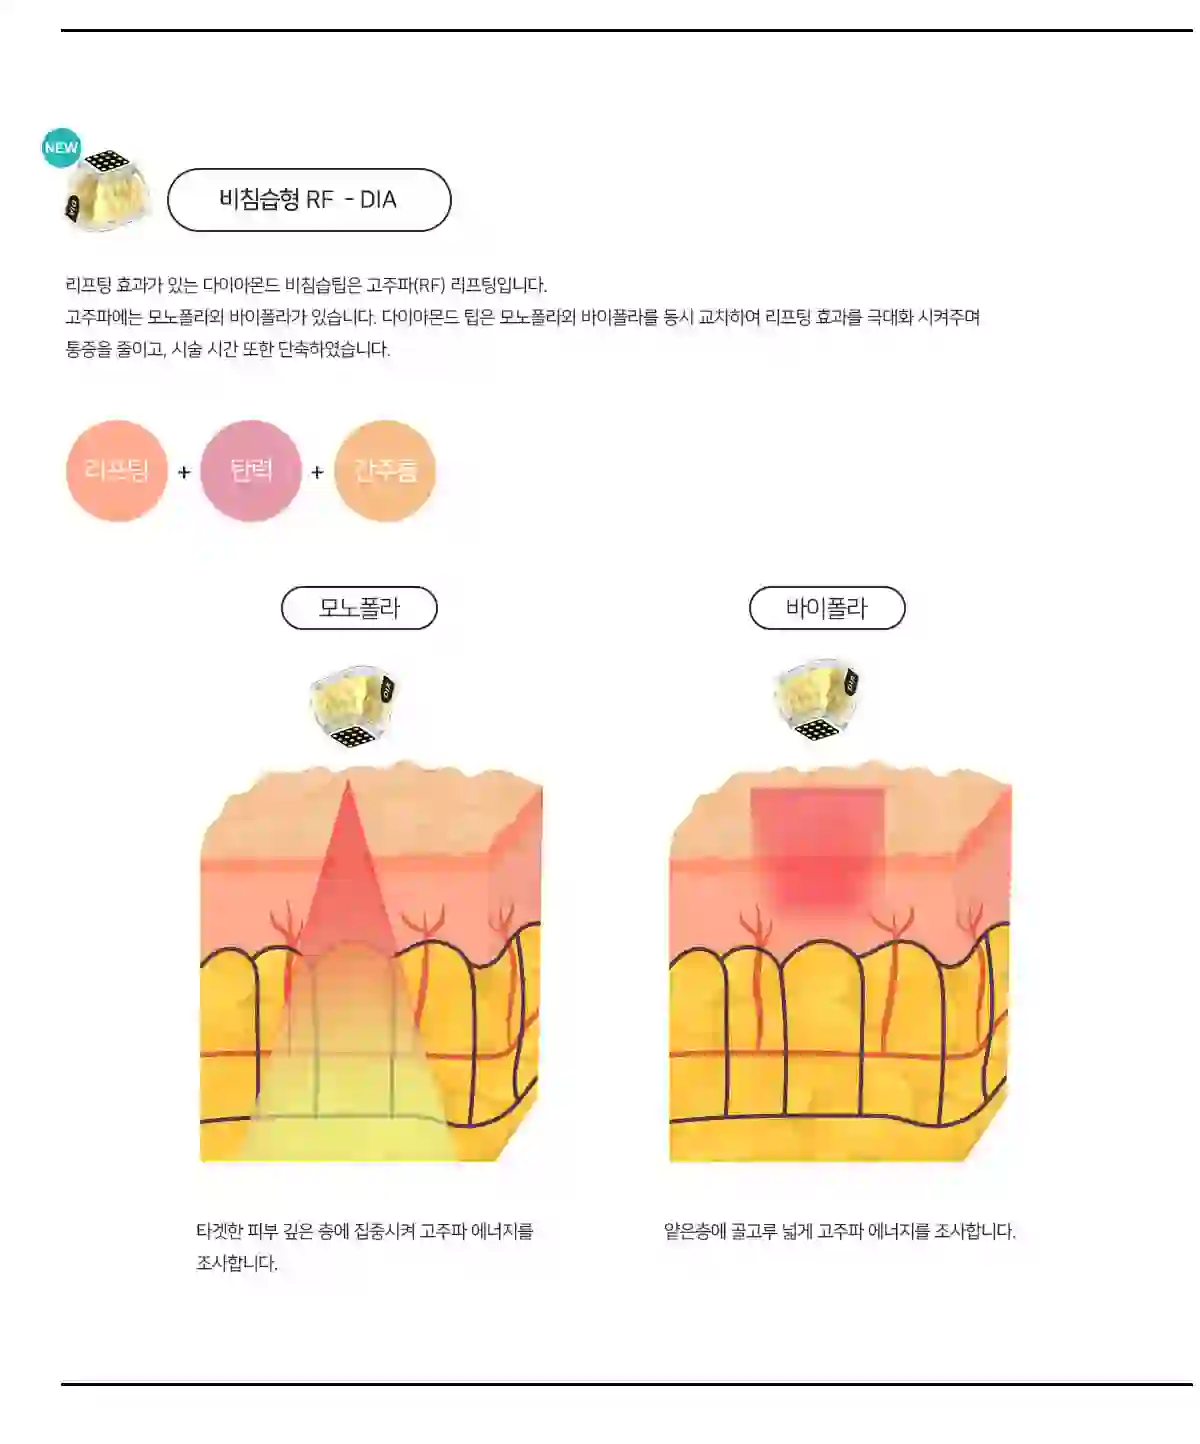 NEW
DIA
비침습형 RF - DIA
리프팅 효과가 있는 다이아몬드 비침습팁은 고주파(RF) 리프팅입니다.
고주파에는 모노폴라와 바이폴라가 있습니다. 다이아몬드 팁은 모노폴라와 바이폴라를 동시 교차하여 리프팅 효과를 극대화 시켜주며
통증을 줄이고, 시술 시간 또한 단축하였습니다.
리프팅 + 탄력 + 잔주름
모노폴라 바이폴라
DIA DIA
타겟한 피부 깊은 층에 집중시켜 고주파 에너지를
조사합니다.
얕은층에 골고루 넓게 고주파 에너지를 조사합니다.